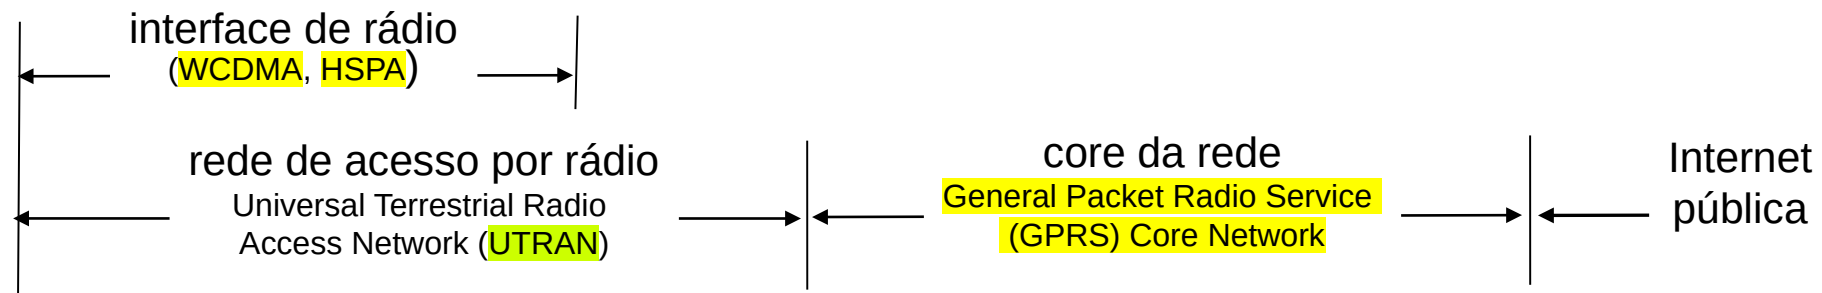 interface de rádio
(WCDMA, HSPA)
rede de acesso por rádio
Universal Terrestrial Radio
Access Network (UTRAN)
core da rede
General Packet Radio Service
(GPRS) Core Network
Internet
pública